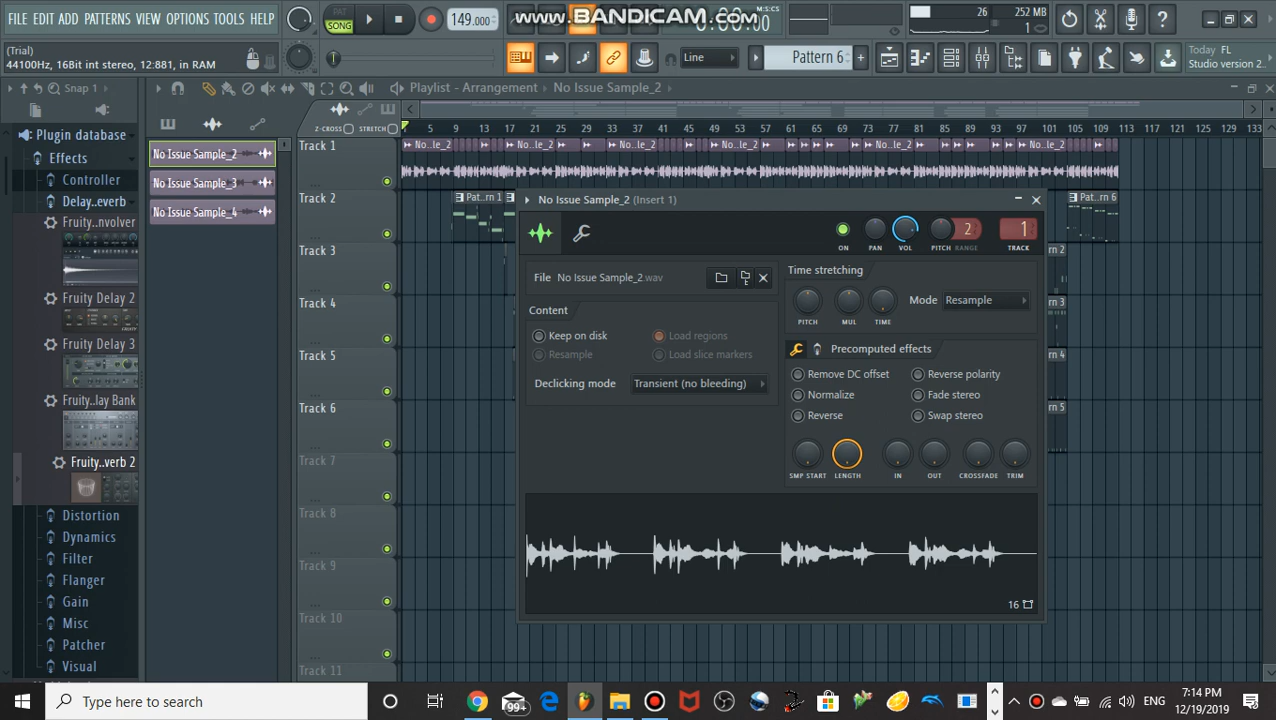 FILE EDIT ADD PATTERNS VIEW OPTIONS TOOLS HELP
PAT
SONG
149.000
www.BANDICAM.com
0:00:00
M:S:CS
26
252 MB
1
(Trial)
44100Hz, 168bit int stereo, 12:881, in RAM
Line
Pattern 6
Today FL
Studio version 2..
Snap 1
Playlist - Arrangement
No Issue Sample_2
Z-CROSS
STRETCH
5 9 13 17 21 25 29 33 37 41 45 49 53 57 61 65 69 73 77 81 85 89 93 97 101 105 109 113 117 121 125 129 133
Plugin database
Effects
Controller
Delay..everb
Fruity...nvolver
Fruity Delay 2
Fruity Delay 3
Fruity...lay Bank
Fruity..verb 2
Distortion
Dynamics
Filter
Flanger
Gain
Misc
Patcher
Visual
No Issue Sample_2
No Issue Sample_3
No Issue Sample_4
Track 1
No..le_2 No..le_2 No..le_2 No..le_2 No..le_2 No..le_2
Track 2
Pat..rn 1
Pat..rn 6
Track 3
rn 2
Track 4
rn 3
Track 5
rn 4
Track 6
rn 5
Track 7
Track 8
Track 9
Track 10
Track 11
No Issue Sample_2 (Insert 1)
ON
PAN
VOL
PITCH
2
RANGE
1
TRACK
File No Issue Sample_2.wav
Content
Keep on disk
Load regions
Resample
Load slice markers
Declicking mode Transient (no bleeding)
Time stretching
PITCH
MUL
TIME
Mode Resample
Precomputed effects
Remove DC offset
Reverse polarity
Normalize
Fade stereo
Reverse
Swap stereo
SMP START
LENGTH
IN
OUT
CROSSFADE
TRIM
16
Type here to search
99+
ENG
7:14 PM
12/19/2019